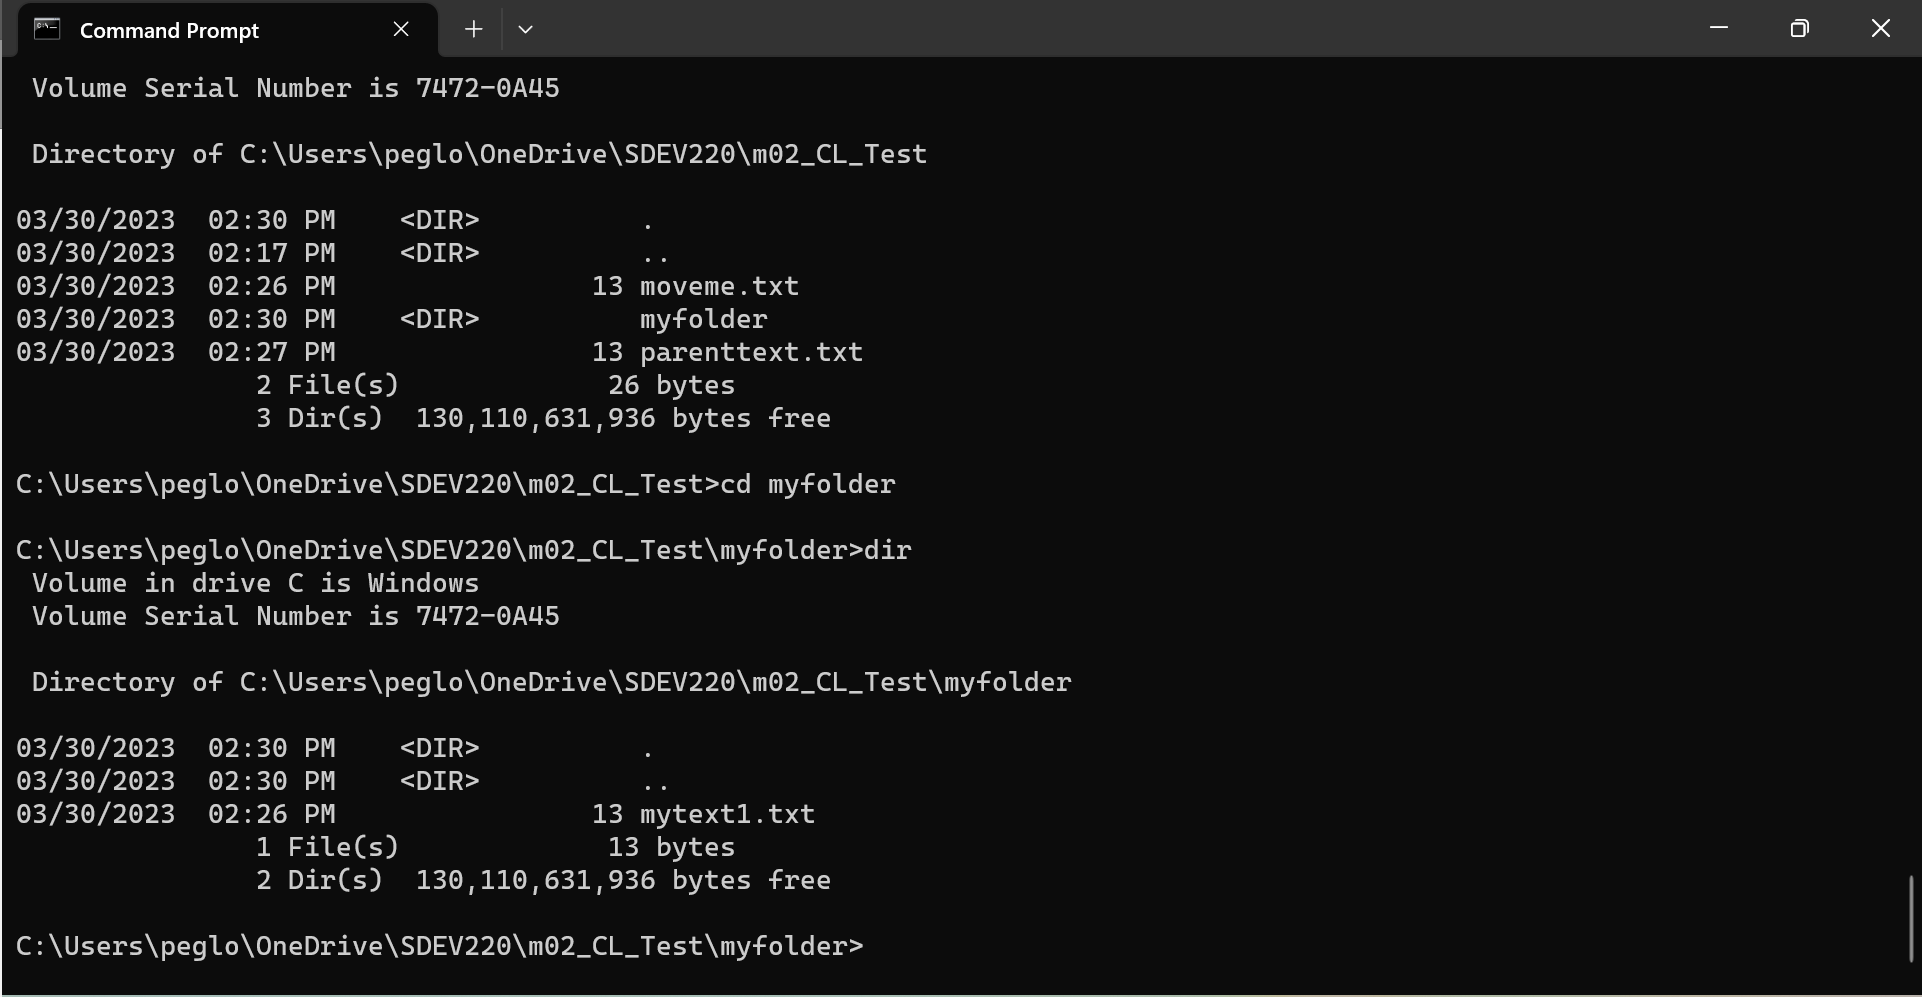 Command Prompt
Volume Serial Number is 7472-0A45
Directory of C:\Users\peglo\OneDrive\SDEV220\m02_CL_Test
03/30/2023  02:30 PM    <DIR>          .
03/30/2023  02:17 PM    <DIR>          ..
03/30/2023  02:26 PM                13 moveme.txt
03/30/2023  02:30 PM    <DIR>          myfolder
03/30/2023  02:27 PM                13 parenttext.txt
               2 File(s)             26 bytes
               3 Dir(s)  130,110,631,936 bytes free
C:\Users\peglo\OneDrive\SDEV220\m02_CL_Test>cd myfolder
C:\Users\peglo\OneDrive\SDEV220\m02_CL_Test\myfolder>dir
 Volume in drive C is Windows
 Volume Serial Number is 7472-0A45
 Directory of C:\Users\peglo\OneDrive\SDEV220\m02_CL_Test\myfolder
03/30/2023  02:30 PM    <DIR>          .
03/30/2023  02:30 PM    <DIR>          ..
03/30/2023  02:26 PM                13 mytext1.txt
               1 File(s)             13 bytes
               2 Dir(s)  130,110,631,936 bytes free
C:\Users\peglo\OneDrive\SDEV220\m02_CL_Test\myfolder>